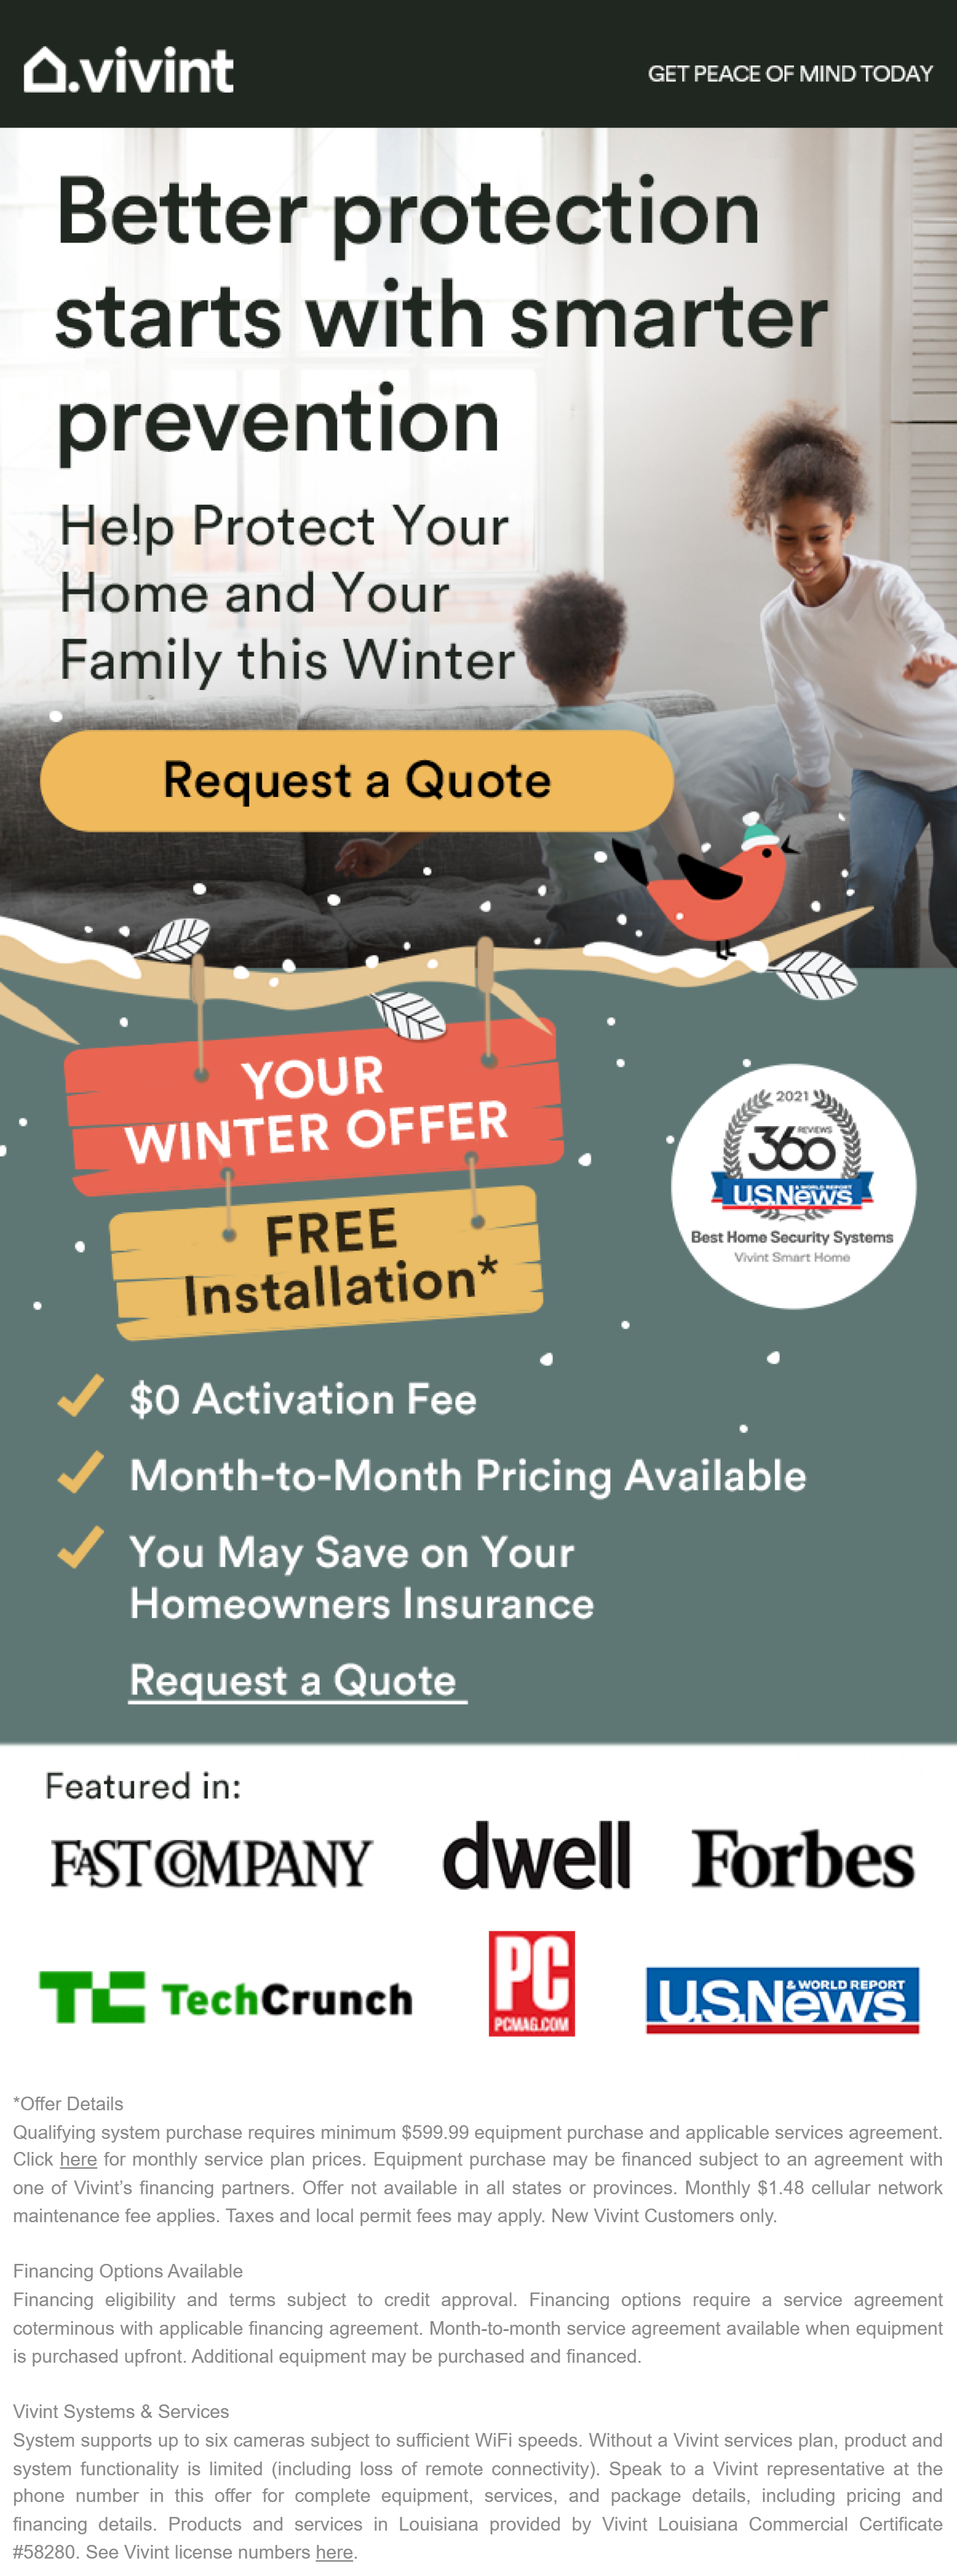 .vivint
GET PEACE OF MIND TODAY
Better protection
starts with smarter
prevention
Help Protect Your
Home and Your
Family this Winter
Request a Quote
YOUR
WINTER OFFER
FREE
Installation*
2021
360
REVIEWS
U.S.News
& WORLD REPORT
Best Home Security Systems
Vivint Smart Home
$0 Activation Fee
Month-to-Month Pricing Available
You May Save on Your
Homeowners Insurance
Request a Quote
Featured in:
FAST COMPANY
dwell
Forbes
TC TechCrunch
PC
PCMAG.COM
U.S.News
& WORLD REPORT
*Offer Details
Qualifying system purchase requires minimum $599.99 equipment purchase and applicable services agreement.
Click here for monthly service plan prices. Equipment purchase may be financed subject to an agreement with
one of Vivint’s financing partners. Offer not available in all states or provinces. Monthly $1.48 cellular network
maintenance fee applies. Taxes and local permit fees may apply. New Vivint Customers only.
Financing Options Available
Financing eligibility and terms subject to credit approval. Financing options require a service agreement
coterminous with applicable financing agreement. Month-to-month service agreement available when equipment
is purchased upfront. Additional equipment may be purchased and financed.
Vivint Systems & Services
System supports up to six cameras subject to sufficient WiFi speeds. Without a Vivint services plan, product and
system functionality is limited (including loss of remote connectivity). Speak to a Vivint representative at the
phone number in this offer for complete equipment, services, and package details, including pricing and
financing details. Products and services in Louisiana provided by Vivint Louisiana Commercial Certificate
#58280. See Vivint license numbers here.